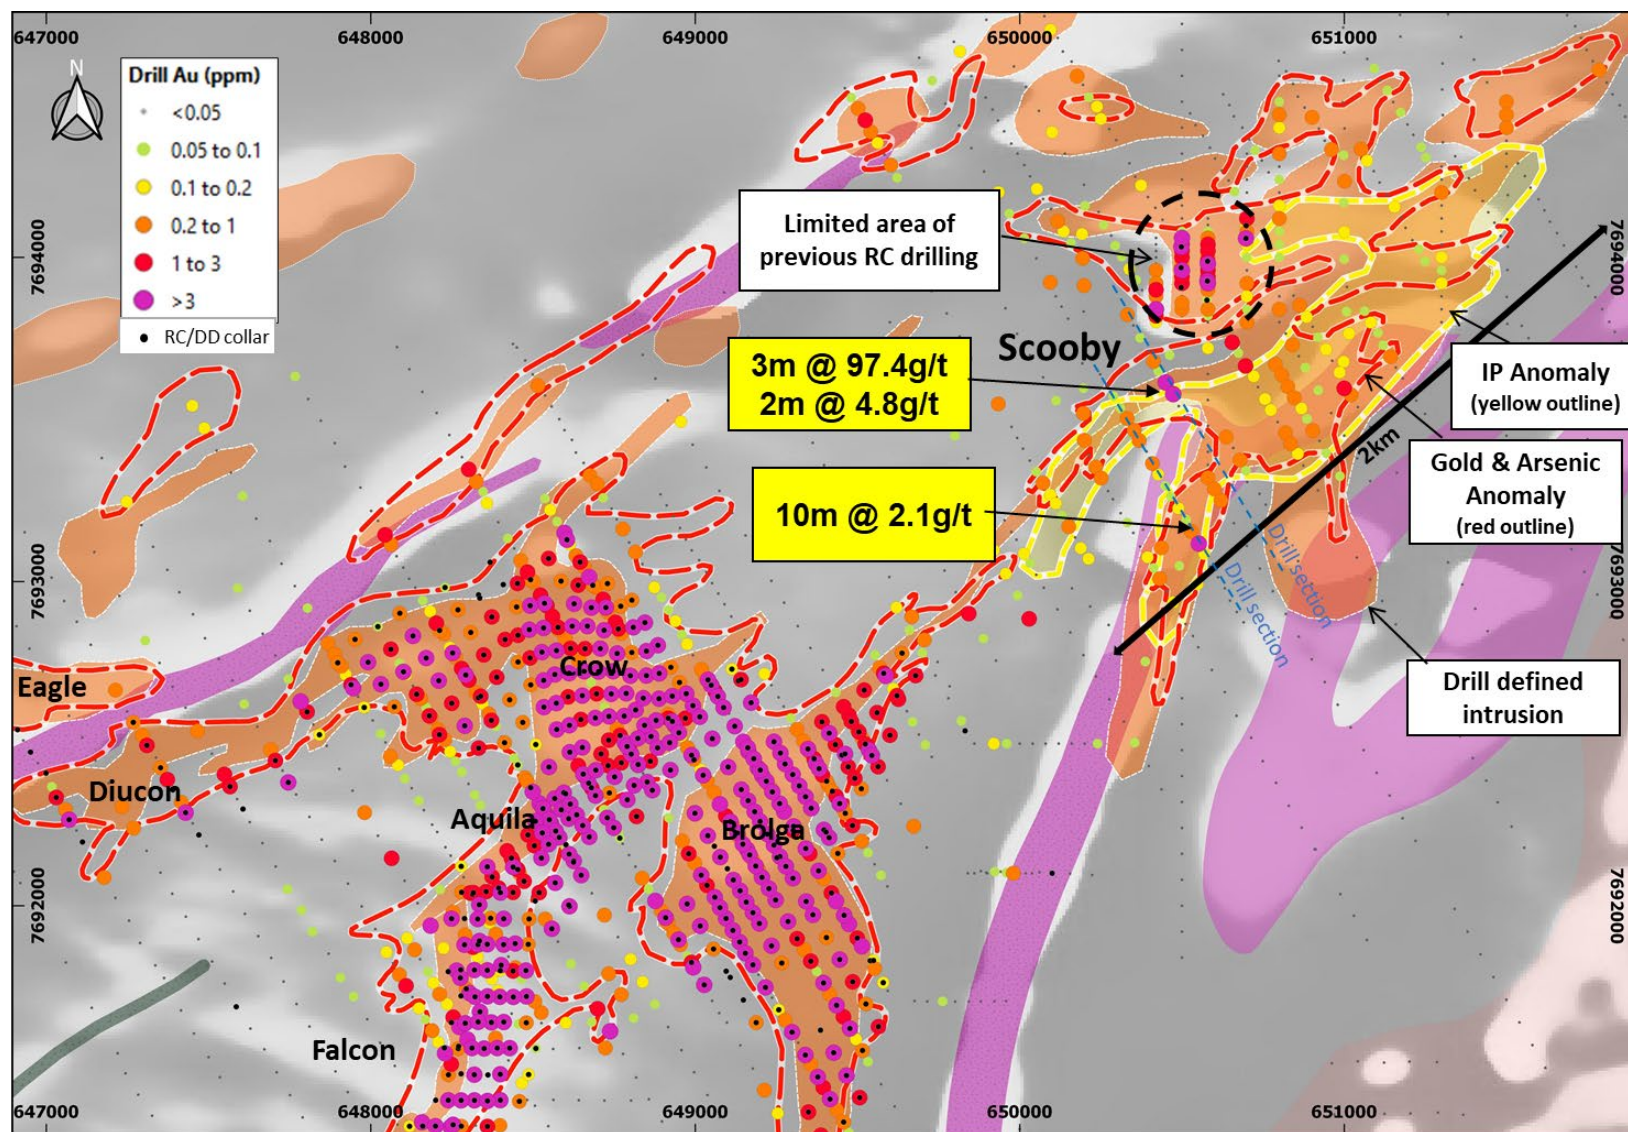 647000
648000
649000
650000
651000
N
Drill Au (ppm)
<0.05
0.05 to 0.1
0.1 to 0.2
0.2 to 1
1 to 3
>3
RC/DD collar
7694000
7694000
Limited area of
previous RC drilling
Scooby
3m @ 97.4g/t
2m @ 4.8g/t
IP Anomaly
(yellow outline)
2km
Gold & Arsenic
Anomaly
(red outline)
10m @ 2.1g/t
Drill section
Drill section
7693000
7693000
Crow
Eagle
Drill defined
intrusion
Diucon
Aquila
Brolga
7692000
7692000
Falcon
647000
648000
649000
650000
651000